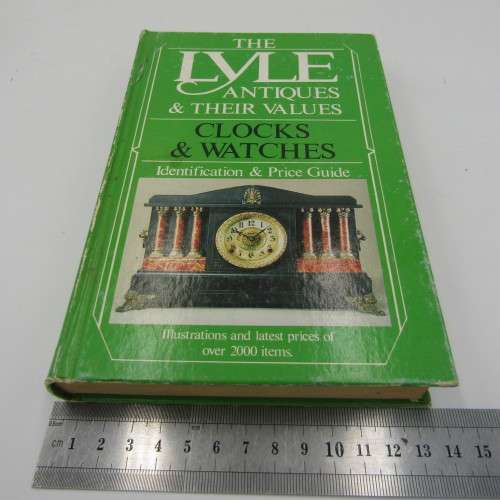 THE
LYLE
ANTIQUES
& THEIR VALUES
CLOCKS
& WATCHES
Identification & Price Guide
Illustrations and latest prices of
over 2000 items.
cm 1 2 3 4 5 6 7 8 9 10 11 12 13 14 15